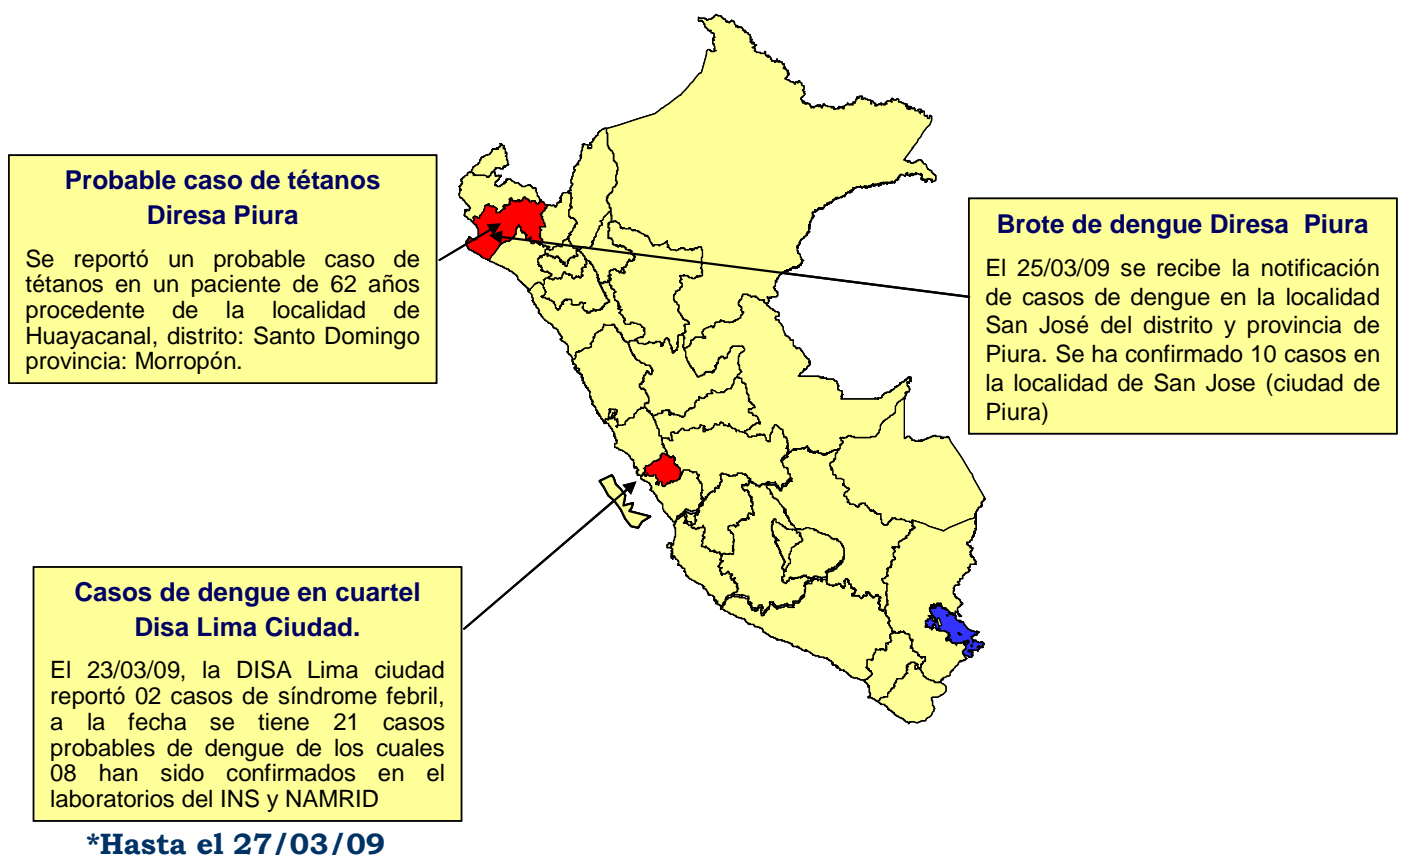 Probable caso de tétanos
Diresa Piura
Se reportó un probable caso de
tétanos en un paciente de 62 años
procedente de la localidad de
Huayacanal, distrito: Santo Domingo
provincia: Morropón.
Brote de dengue Diresa Piura
El 25/03/09 se recibe la notificación
de casos de dengue en la localidad
San José del distrito y provincia de
Piura. Se ha confirmado 10 casos en
la localidad de San Jose (ciudad de
Piura)
Casos de dengue en cuartel
Disa Lima Ciudad.
El 23/03/09, la DISA Lima ciudad
reportó 02 casos de síndrome febril,
a la fecha se tiene 21 casos
probables de dengue de los cuales
08 han sido confirmados en el
laboratorios del INS y NAMRID
*Hasta el 27/03/09